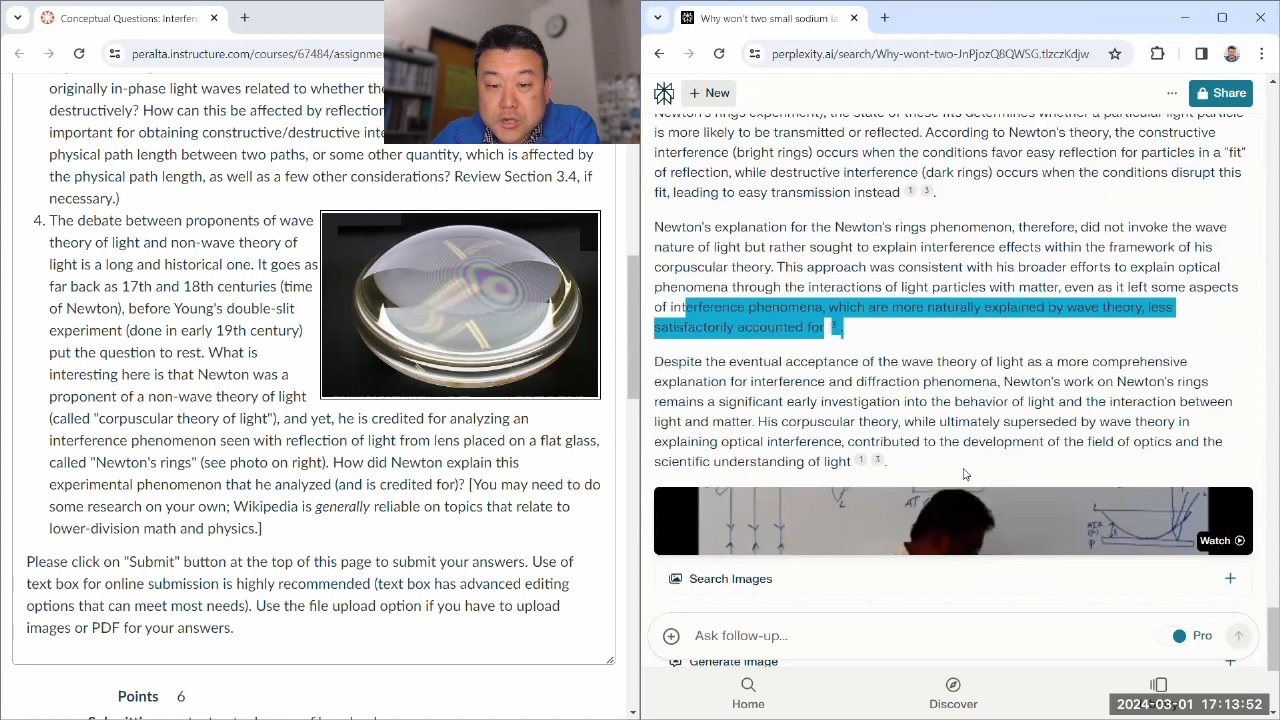 Conceptual Questions: Interfere
peralta.instructure.com/courses/67484/assignme
originally in-phase light waves related to whether the
destructively? How can this be affected by reflectio
important for obtaining constructive/destructive inte
physical path length between two paths, or some other quantity, which is affected by
the physical path length, as well as a few other considerations? Review Section 3.4, if
necessary.)
4. The debate between proponents of wave
theory of light and non-wave theory of
light is a long and historical one. It goes as
far back as 17th and 18th centuries (time
of Newton), before Young's double-slit
experiment (done in early 19th century)
put the question to rest. What is
interesting here is that Newton was a
proponent of a non-wave theory of light
(called "corpuscular theory of light"), and yet, he is credited for analyzing an
interference phenomenon seen with reflection of light from lens placed on a flat glass,
called "Newton's rings" (see photo on right). How did Newton explain this
experimental phenomenon that he analyzed (and is credited for)? [You may need to do
some research on your own; Wikipedia is generally reliable on topics that relate to
lower-division math and physics.]
Please click on "Submit" button at the top of this page to submit your answers. Use of
text box for online submission is highly recommended (text box has advanced editing
options that can meet most needs). Use the file upload option if you have to upload
images or PDF for your answers.
Points 6
Why won't two small sodium la
perplexity.ai/search/Why-wont-two-JnPjozQ8QWSG.tlzczKdjw
New
Share
Newton's rings experiment), the state of these fits determines whether a particular light particle
is more likely to be transmitted or reflected. According to Newton's theory, the constructive
interference (bright rings) occurs when the conditions favor easy reflection for particles in a "fit"
of reflection, while destructive interference (dark rings) occurs when the conditions disrupt this
fit, leading to easy transmission instead 1 3 .
Newton's explanation for the Newton's rings phenomenon, therefore, did not invoke the wave
nature of light but rather sought to explain interference effects within the framework of his
corpuscular theory. This approach was consistent with his broader efforts to explain optical
phenomena through the interactions of light particles with matter, even as it left some aspects
of interference phenomena, which are more naturally explained by wave theory, less
satisfactorily accounted for 3 .
Despite the eventual acceptance of the wave theory of light as a more comprehensive
explanation for interference and diffraction phenomena, Newton's work on Newton's rings
remains a significant early investigation into the behavior of light and the interaction between
light and matter. His corpuscular theory, while ultimately superseded by wave theory in
explaining optical interference, contributed to the development of the field of optics and the
scientific understanding of light 1 3 .
Watch
Search Images
Ask follow-up...
Pro
Generate Image
Home
Discover
2024-03-01 17:13:52